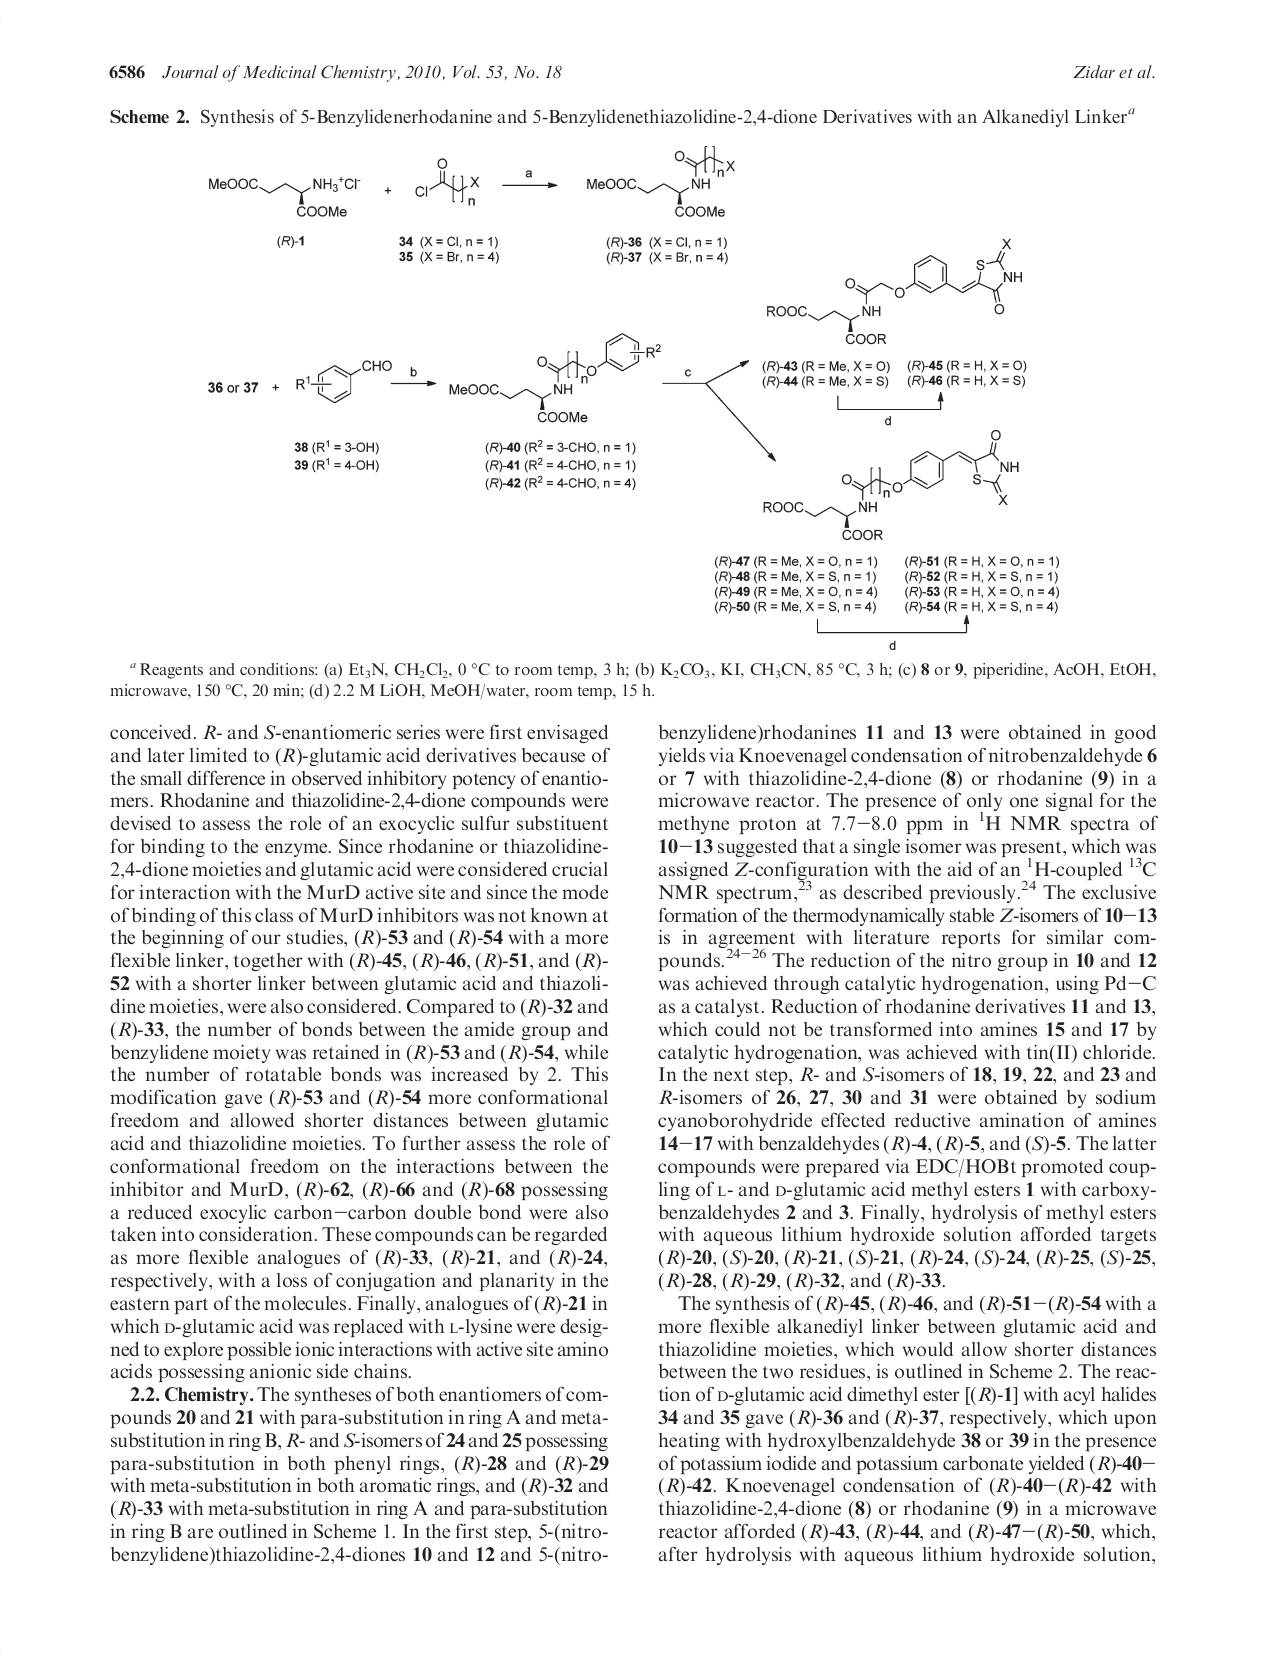 6586 Journal of Medicinal Chemistry, 2010, Vol. 53, No. 18 Zidar et al.
Scheme 2. Synthesis of 5-Benzylidenerhodanine and 5-Benzylidenethiazolidine-2,4-dione Derivatives with an Alkanediyl Linkerᵃ
MeOOC NH3+Cl- COOMe
+
O Cl X n
a
O X n MeOOC NH COOMe
(R)-1
34 (X = Cl, n = 1)
35 (X = Br, n = 4)
(R)-36 (X = Cl, n = 1)
(R)-37 (X = Br, n = 4)
X S NH O O O NH ROOC COOR
36 or 37 + R1 CHO
b
O n O R2 MeOOC NH COOMe
c
(R)-43 (R = Me, X = O) (R)-45 (R = H, X = O)
(R)-44 (R = Me, X = S) (R)-46 (R = H, X = S)
d
38 (R1 = 3-OH)
39 (R1 = 4-OH)
(R)-40 (R2 = 3-CHO, n = 1)
(R)-41 (R2 = 4-CHO, n = 1)
(R)-42 (R2 = 4-CHO, n = 4)
O NH S X O n O NH ROOC COOR
(R)-47 (R = Me, X = O, n = 1) (R)-51 (R = H, X = O, n = 1)
(R)-48 (R = Me, X = S, n = 1) (R)-52 (R = H, X = S, n = 1)
(R)-49 (R = Me, X = O, n = 4) (R)-53 (R = H, X = O, n = 4)
(R)-50 (R = Me, X = S, n = 4) (R)-54 (R = H, X = S, n = 4)
d
ᵃ Reagents and conditions: (a) Et₃N, CH₂Cl₂, 0 °C to room temp, 3 h; (b) K₂CO₃, KI, CH₃CN, 85 °C, 3 h; (c) 8 or 9, piperidine, AcOH, EtOH,
microwave, 150 °C, 20 min; (d) 2.2 M LiOH, MeOH/water, room temp, 15 h.
conceived. R- and S-enantiomeric series were first envisaged
and later limited to (R)-glutamic acid derivatives because of
the small difference in observed inhibitory potency of enantio-
mers. Rhodanine and thiazolidine-2,4-dione compounds were
devised to assess the role of an exocyclic sulfur substituent
for binding to the enzyme. Since rhodanine or thiazolidine-
2,4-dione moieties and glutamic acid were considered crucial
for interaction with the MurD active site and since the mode
of binding of this class of MurD inhibitors was not known at
the beginning of our studies, (R)-53 and (R)-54 with a more
flexible linker, together with (R)-45, (R)-46, (R)-51, and (R)-
52 with a shorter linker between glutamic acid and thiazoli-
dine moieties, were also considered. Compared to (R)-32 and
(R)-33, the number of bonds between the amide group and
benzylidene moiety was retained in (R)-53 and (R)-54, while
the number of rotatable bonds was increased by 2. This
modification gave (R)-53 and (R)-54 more conformational
freedom and allowed shorter distances between glutamic
acid and thiazolidine moieties. To further assess the role of
conformational freedom on the interactions between the
inhibitor and MurD, (R)-62, (R)-66 and (R)-68 possessing
a reduced exocylic carbon−carbon double bond were also
taken into consideration. These compounds can be regarded
as more flexible analogues of (R)-33, (R)-21, and (R)-24,
respectively, with a loss of conjugation and planarity in the
eastern part of the molecules. Finally, analogues of (R)-21 in
which D-glutamic acid was replaced with L-lysine were desig-
ned to explore possible ionic interactions with active site amino
acids possessing anionic side chains.
2.2. Chemistry. The syntheses of both enantiomers of com-
pounds 20 and 21 with para-substitution in ring A and meta-
substitution in ring B, R- and S-isomers of 24 and 25 possessing
para-substitution in both phenyl rings, (R)-28 and (R)-29
with meta-substitution in both aromatic rings, and (R)-32 and
(R)-33 with meta-substitution in ring A and para-substitution
in ring B are outlined in Scheme 1. In the first step, 5-(nitro-
benzylidene)thiazolidine-2,4-diones 10 and 12 and 5-(nitro-
benzylidene)rhodanines 11 and 13 were obtained in good
yields via Knoevenagel condensation of nitrobenzaldehyde 6
or 7 with thiazolidine-2,4-dione (8) or rhodanine (9) in a
microwave reactor. The presence of only one signal for the
methyne proton at 7.7−8.0 ppm in ¹H NMR spectra of
10−13 suggested that a single isomer was present, which was
assigned Z-configuration with the aid of an ¹H-coupled ¹³C
NMR spectrum,²³ as described previously.²⁴ The exclusive
formation of the thermodynamically stable Z-isomers of 10−13
is in agreement with literature reports for similar com-
pounds.²⁴⁻²⁶ The reduction of the nitro group in 10 and 12
was achieved through catalytic hydrogenation, using Pd−C
as a catalyst. Reduction of rhodanine derivatives 11 and 13,
which could not be transformed into amines 15 and 17 by
catalytic hydrogenation, was achieved with tin(II) chloride.
In the next step, R- and S-isomers of 18, 19, 22, and 23 and
R-isomers of 26, 27, 30 and 31 were obtained by sodium
cyanoborohydride effected reductive amination of amines
14−17 with benzaldehydes (R)-4, (R)-5, and (S)-5. The latter
compounds were prepared via EDC/HOBt promoted coup-
ling of L- and D-glutamic acid methyl esters 1 with carboxy-
benzaldehydes 2 and 3. Finally, hydrolysis of methyl esters
with aqueous lithium hydroxide solution afforded targets
(R)-20, (S)-20, (R)-21, (S)-21, (R)-24, (S)-24, (R)-25, (S)-25,
(R)-28, (R)-29, (R)-32, and (R)-33.
The synthesis of (R)-45, (R)-46, and (R)-51−(R)-54 with a
more flexible alkanediyl linker between glutamic acid and
thiazolidine moieties, which would allow shorter distances
between the two residues, is outlined in Scheme 2. The reac-
tion of D-glutamic acid dimethyl ester [(R)-1] with acyl halides
34 and 35 gave (R)-36 and (R)-37, respectively, which upon
heating with hydroxylbenzaldehyde 38 or 39 in the presence
of potassium iodide and potassium carbonate yielded (R)-40−
(R)-42. Knoevenagel condensation of (R)-40−(R)-42 with
thiazolidine-2,4-dione (8) or rhodanine (9) in a microwave
reactor afforded (R)-43, (R)-44, and (R)-47−(R)-50, which,
after hydrolysis with aqueous lithium hydroxide solution,